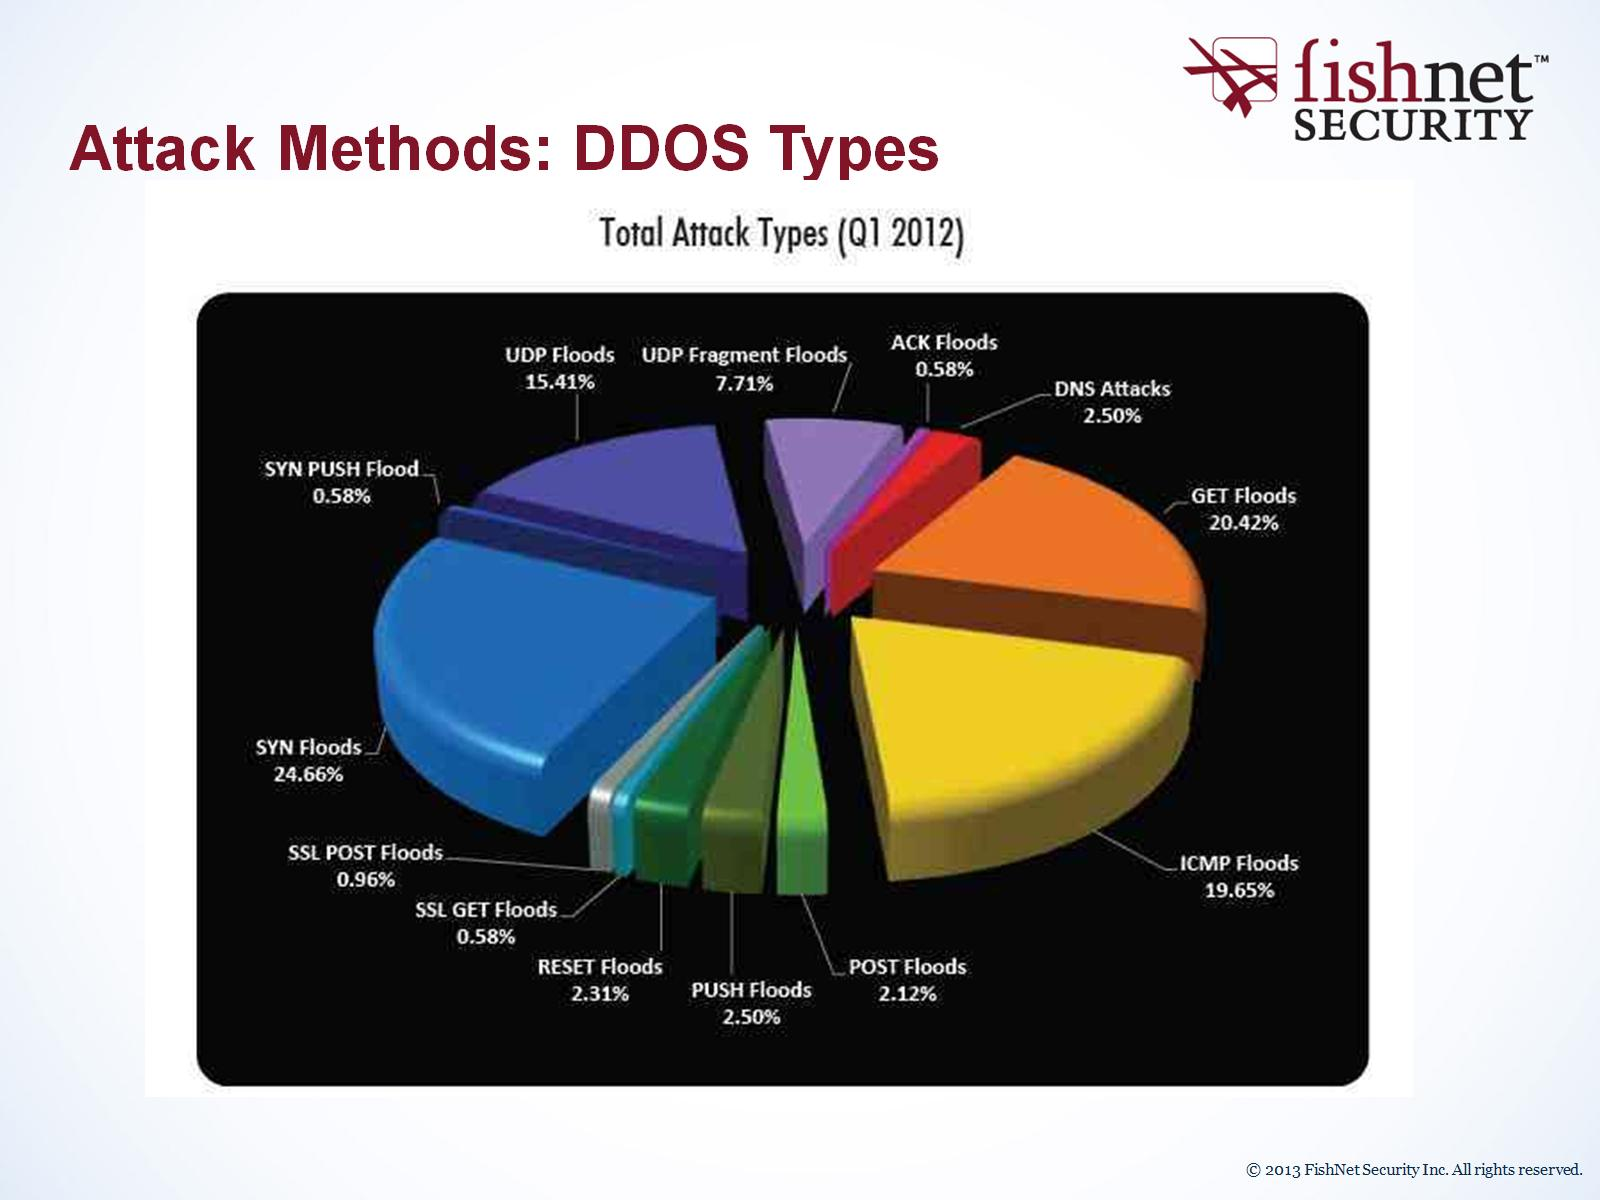 fishnet™
SECURITY
Attack Methods: DDOS Types
Total Attack Types (Q1 2012)
ACK Floods
0.58%
UDP Floods
15.41%
UDP Fragment Floods
7.71%
DNS Attacks
2.50%
SYN PUSH Flood
0.58%
GET Floods
20.42%
SYN Floods
24.66%
SSL POST Floods
0.96%
ICMP Floods
19.65%
SSL GET Floods
0.58%
RESET Floods
2.31%
PUSH Floods
2.50%
POST Floods
2.12%
© 2013 FishNet Security Inc. All rights reserved.